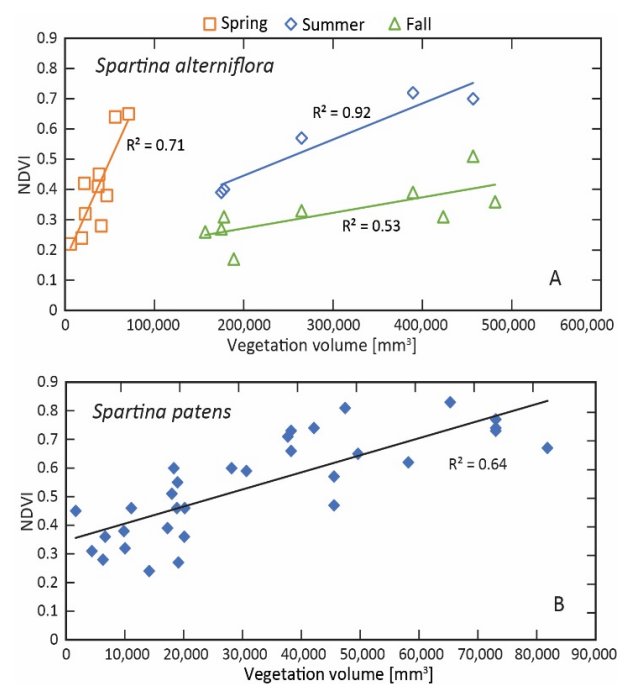 Spring Summer Fall
0.9
0.8
0.7
0.6
0.5
0.4
0.3
0.2
0.1
0
NDVI
Spartina alterniflora
R² = 0.71
R² = 0.92
R² = 0.53
A
0 100,000 200,000 300,000 400,000 500,000 600,000
Vegetation volume [mm³]
0.9
0.8
0.7
0.6
0.5
0.4
0.3
0.2
0.1
0
NDVI
Spartina patens
R² = 0.64
B
0 10,000 20,000 30,000 40,000 50,000 60,000 70,000 80,000 90,000
Vegetation volume [mm³]